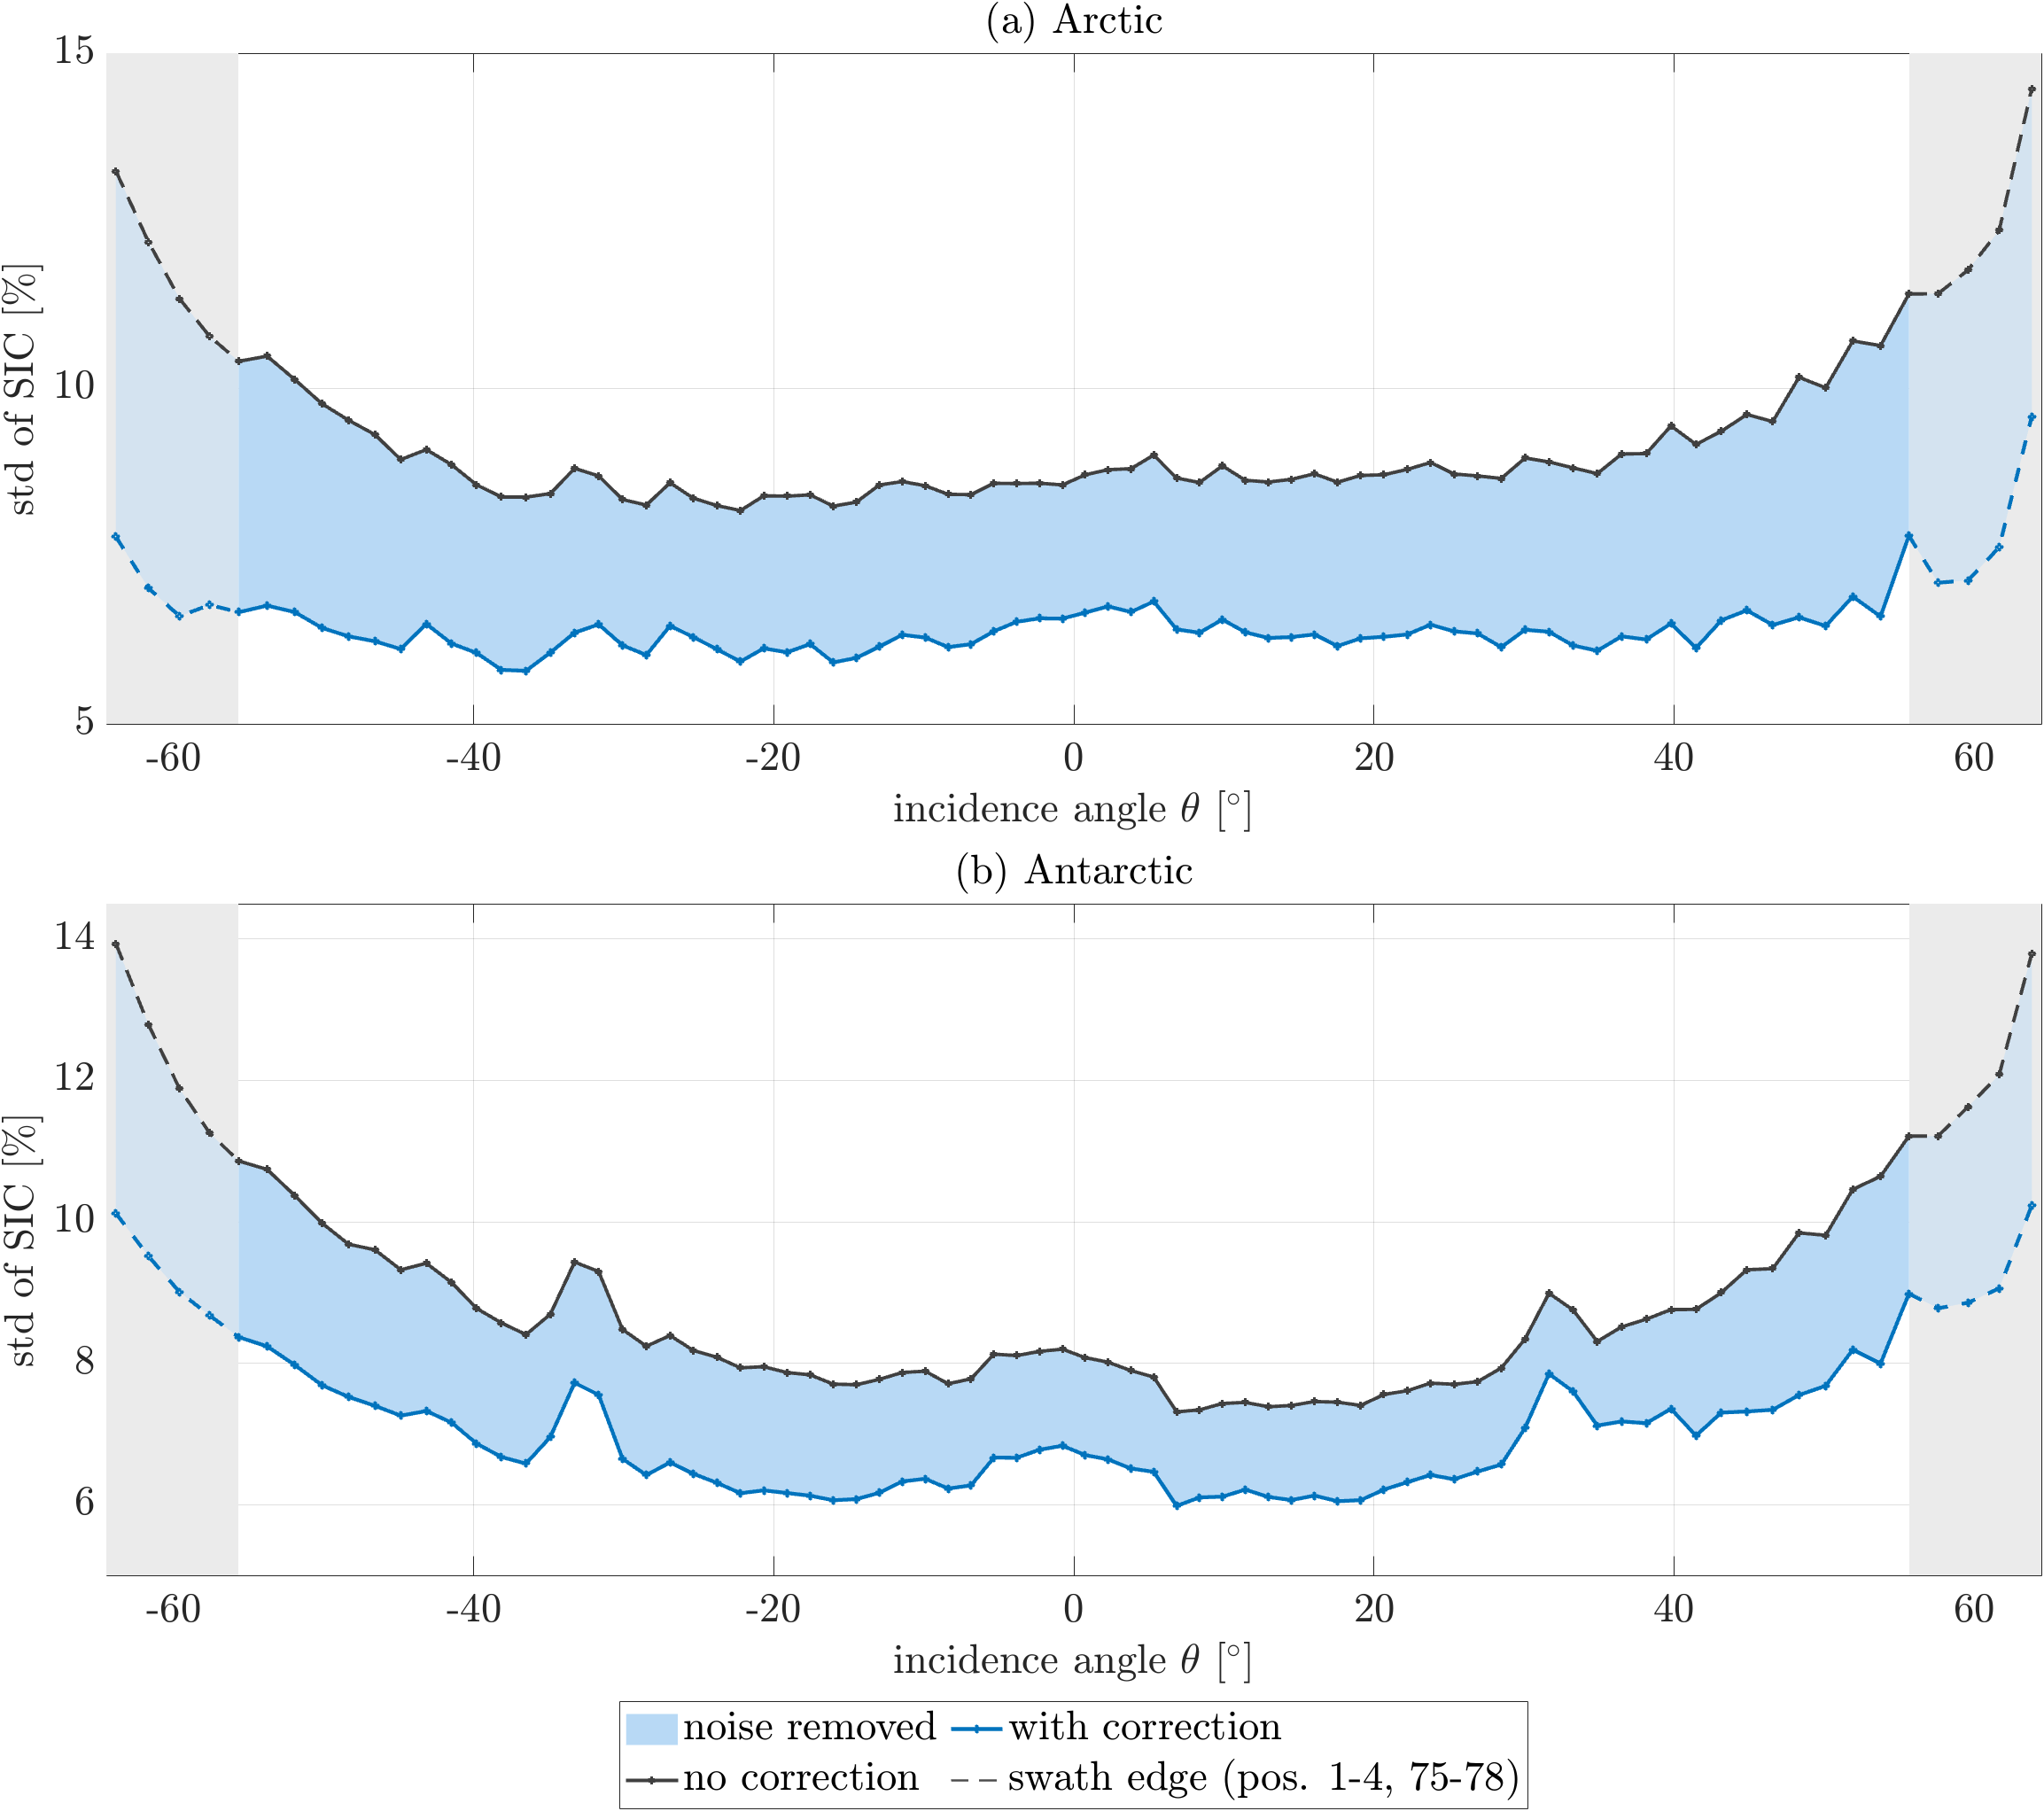 (a) Arctic
15
10
5
std of SIC [%]
-60 -40 -20 0 20 40 60
incidence angle θ [°]
(b) Antarctic
14
12
10
8
6
std of SIC [%]
-60 -40 -20 0 20 40 60
incidence angle θ [°]
noise removed with correction
no correction swath edge (pos. 1-4, 75-78)